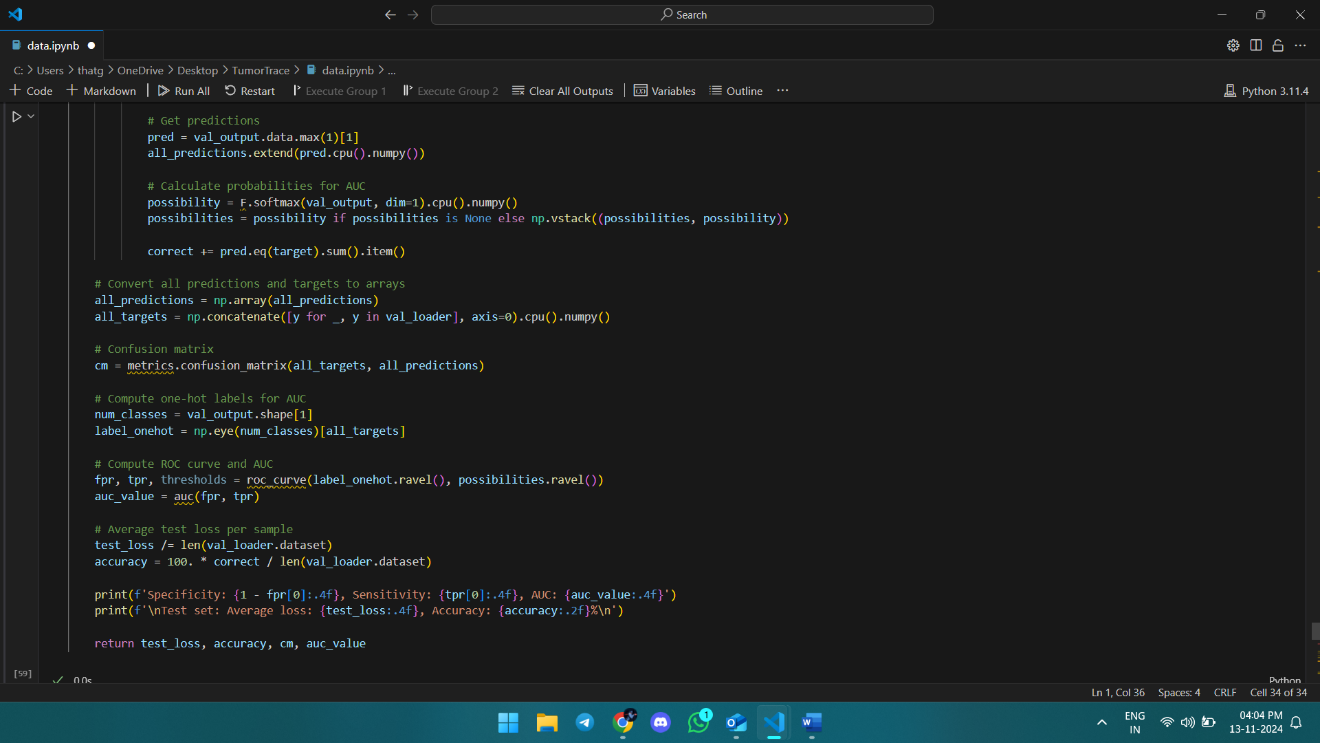 Search
data.ipynb
C: > Users > thatg > OneDrive > Desktop > TumorTrace > data.ipynb > ...
+ Code + Markdown | Run All Restart Execute Group 1 Execute Group 2 Clear All Outputs | Variables Outline ... Python 3.11.4
# Get predictions
pred = val_output.data.max(1)[1]
all_predictions.extend(pred.cpu().numpy())
# Calculate probabilities for AUC
possibility = F.softmax(val_output, dim=1).cpu().numpy()
possibilities = possibility if possibilities is None else np.vstack((possibilities, possibility))
correct += pred.eq(target).sum().item()
# Convert all predictions and targets to arrays
all_predictions = np.array(all_predictions)
all_targets = np.concatenate([y for _, y in val_loader], axis=0).cpu().numpy()
# Confusion matrix
cm = metrics.confusion_matrix(all_targets, all_predictions)
# Compute one-hot labels for AUC
num_classes = val_output.shape[1]
label_onehot = np.eye(num_classes)[all_targets]
# Compute ROC curve and AUC
fpr, tpr, thresholds = roc_curve(label_onehot.ravel(), possibilities.ravel())
auc_value = auc(fpr, tpr)
# Average test loss per sample
test_loss /= len(val_loader.dataset)
accuracy = 100. * correct / len(val_loader.dataset)
print(f'Specificity: {1 - fpr[0]:.4f}, Sensitivity: {tpr[0]:.4f}, AUC: {auc_value:.4f}')
print(f'\nTest set: Average loss: {test_loss:.4f}, Accuracy: {accuracy:.2f}%\n')
return test_loss, accuracy, cm, auc_value
[59]
0.0s Python
Ln 1, Col 36 Spaces: 4 CRLF Cell 34 of 34
1
ENG
IN
04:04 PM
13-11-2024